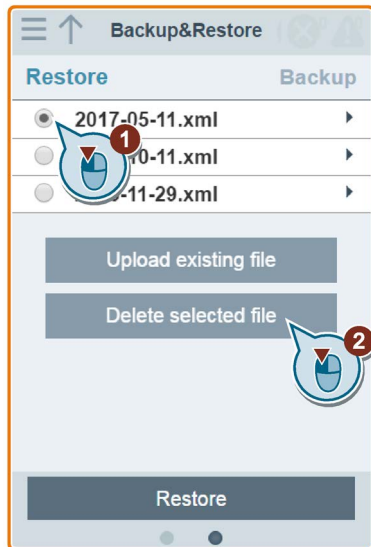 Backup&Restore
Restore Backup
2017-05-11.xml
1
10-11.xml
-11-29.xml
Upload existing file
Delete selected file
2
Restore